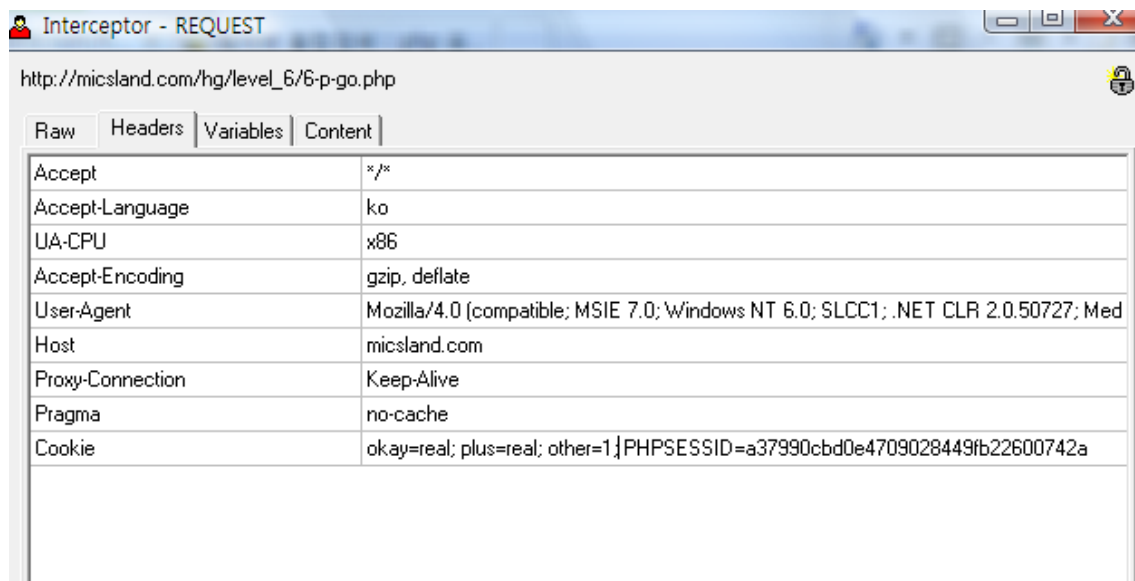 Interceptor - REQUEST
http://micsland.com/hg/level_6/6-p-go.php
Raw Headers Variables Content
Accept */*
Accept-Language ko
UA-CPU x86
Accept-Encoding gzip, deflate
User-Agent Mozilla/4.0 (compatible; MSIE 7.0; Windows NT 6.0; SLCC1; .NET CLR 2.0.50727; Med
Host micsland.com
Proxy-Connection Keep-Alive
Pragma no-cache
Cookie okay=real; plus=real; other=1; PHPSESSID=a37990cbd0e4709028449fb22600742a